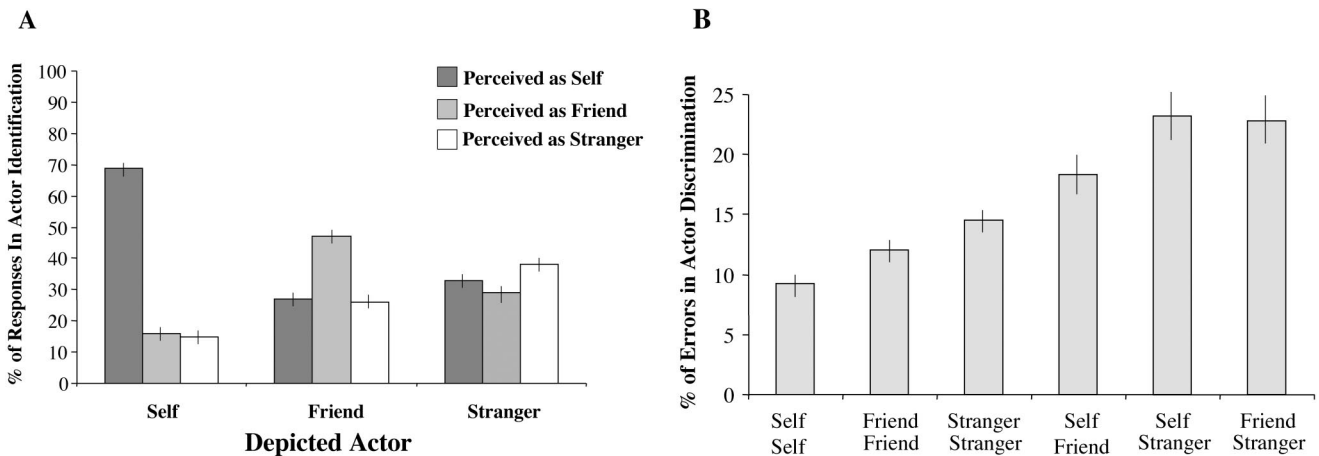 A
% of Responses In Actor Identification
100
90
80
70
60
50
40
30
20
10
0
Perceived as Self
Perceived as Friend
Perceived as Stranger
Self Friend Stranger
Depicted Actor
B
% of Errors in Actor Discrimination
25
20
15
10
5
0
Self Friend Stranger Self Self Friend
Self Friend Stranger Friend Stranger Stranger